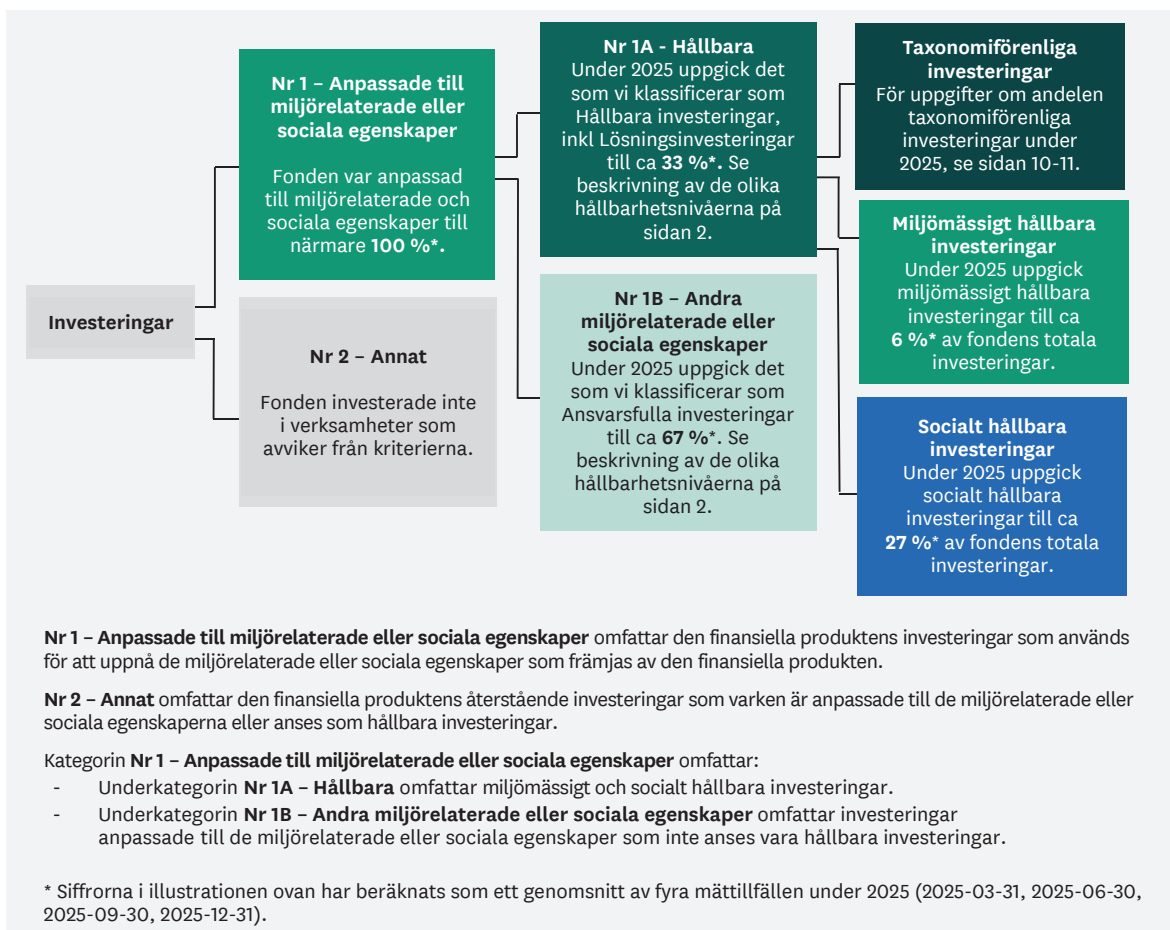 Investeringar
Nr 1 – Anpassade till
miljörelaterade eller
sociala egenskaper
Fonden var anpassad
till miljörelaterade och
sociala egenskaper till
närmare 100 %*.
Nr 2 – Annat
Fonden investerade inte
i verksamheter som
avviker från kriterierna.
Nr 1A - Hållbara
Under 2025 uppgick det
som vi klassificerar som
Hållbara investeringar,
inkl Lösningsinvesteringar
till ca 33 %*. Se
beskrivning av de olika
hållbarhetsnivåerna på
sidan 2.
Nr 1B – Andra
miljörelaterade eller
sociala egenskaper
Under 2025 uppgick det
som vi klassificerar som
Ansvarsfulla investeringar
till ca 67 %*. Se
beskrivning av de olika
hållbarhetsnivåerna på
sidan 2.
Taxonomiförenliga
investeringar
För uppgifter om andelen
taxonomiförenliga
investeringar under
2025, se sidan 10-11.
Miljömässigt hållbara
investeringar
Under 2025 uppgick
miljömässigt hållbara
investeringar till ca
6 %* av fondens totala
investeringar.
Socialt hållbara
investeringar
Under 2025 uppgick
socialt hållbara
investeringar till ca
27 %* av fondens totala
investeringar.
Nr 1 – Anpassade till miljörelaterade eller sociala egenskaper omfattar den finansiella produktens investeringar som används
för att uppnå de miljörelaterade eller sociala egenskaper som främjas av den finansiella produkten.
Nr 2 – Annat omfattar den finansiella produktens återstående investeringar som varken är anpassade till de miljörelaterade eller
sociala egenskaperna eller anses som hållbara investeringar.
Kategorin Nr 1 – Anpassade till miljörelaterade eller sociala egenskaper omfattar:
- Underkategorin Nr 1A – Hållbara omfattar miljömässigt och socialt hållbara investeringar.
- Underkategorin Nr 1B – Andra miljörelaterade eller sociala egenskaper omfattar investeringar
anpassade till de miljörelaterade eller sociala egenskaper som inte anses vara hållbara investeringar.
* Siffrorna i illustrationen ovan har beräknats som ett genomsnitt av fyra mättillfällen under 2025 (2025-03-31, 2025-06-30,
2025-09-30, 2025-12-31).